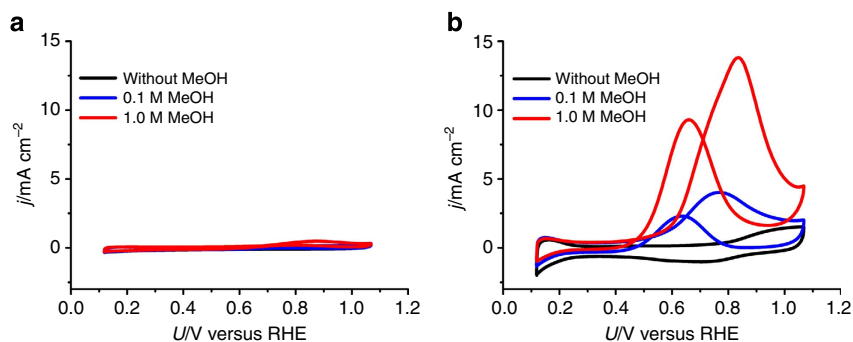 a
15
10
5
0
j/mA cm–2
Without MeOH
0.1 M MeOH
1.0 M MeOH
0.0 0.2 0.4 0.6 0.8 1.0 1.2
U/V versus RHE
b
15
10
5
0
j/mA cm–2
Without MeOH
0.1 M MeOH
1.0 M MeOH
0.0 0.2 0.4 0.6 0.8 1.0 1.2
U/V versus RHE